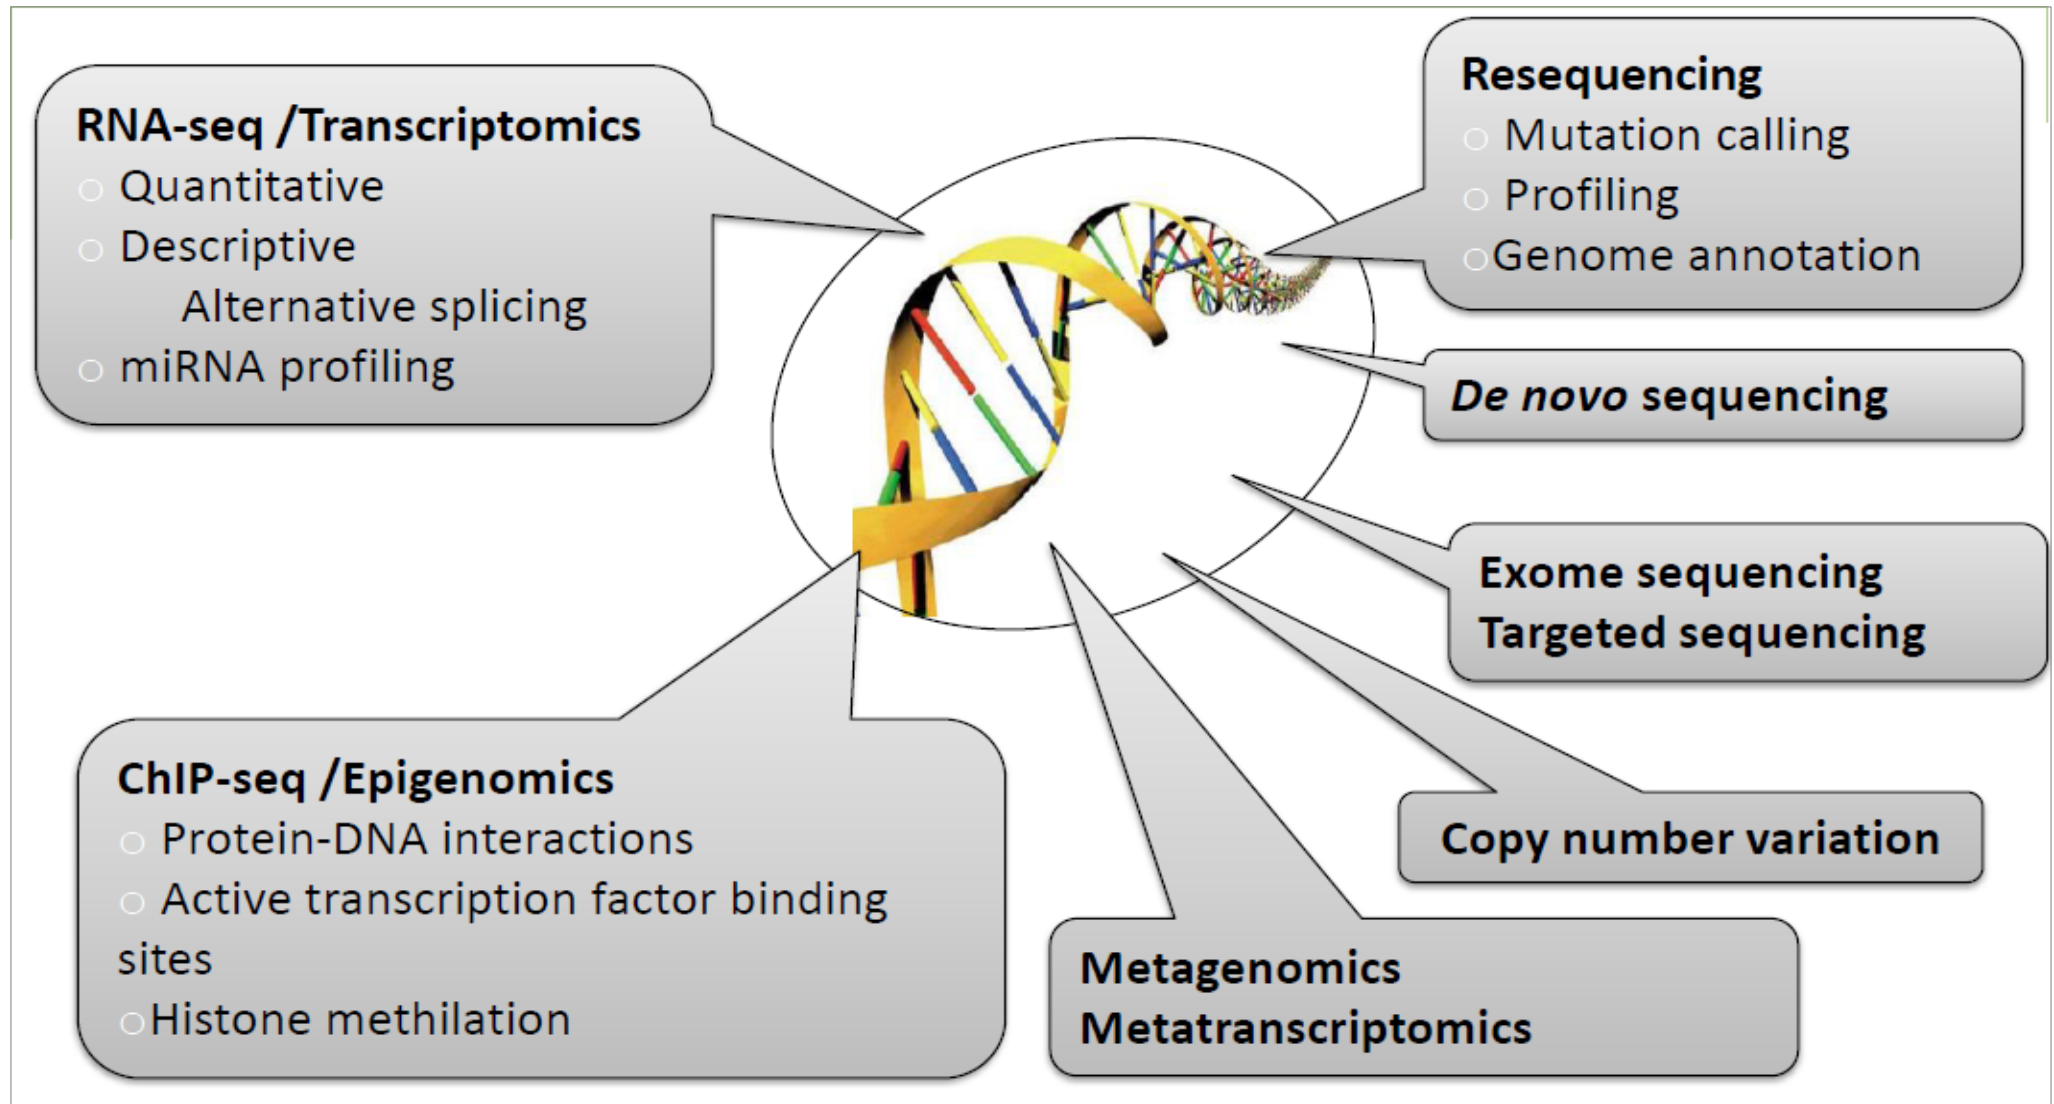 RNA-seq /Transcriptomics
○ Quantitative
○ Descriptive
Alternative splicing
○ miRNA profiling
Resequencing
○ Mutation calling
○ Profiling
○Genome annotation
De novo sequencing
Exome sequencing
Targeted sequencing
Copy number variation
Metagenomics
Metatranscriptomics
ChIP-seq /Epigenomics
○ Protein-DNA interactions
○ Active transcription factor binding
sites
○Histone methilation